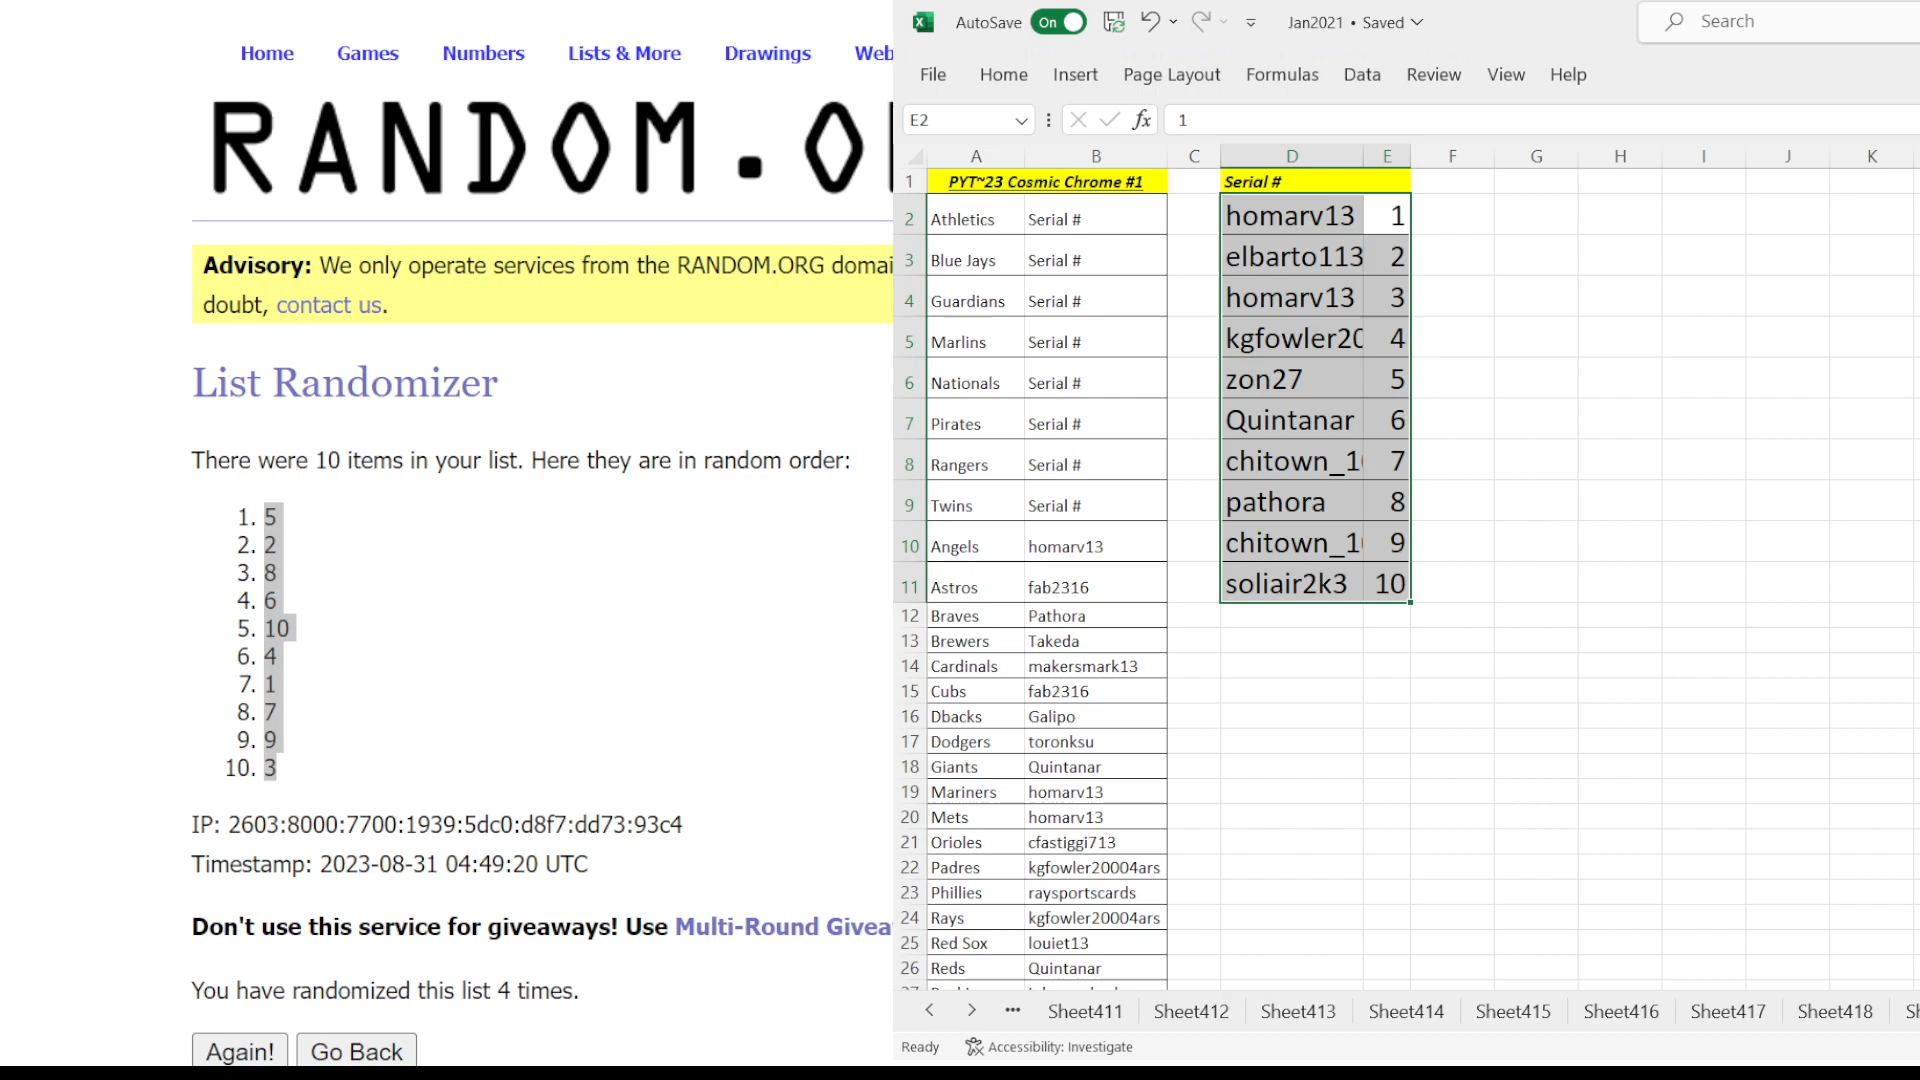 Home Games Numbers Lists & More Drawings Web
RANDOM.O
Advisory: We only operate services from the RANDOM.ORG domai
doubt, contact us.
List Randomizer
There were 10 items in your list. Here they are in random order:
1. 5
2. 2
3. 8
4. 6
5. 10
6. 4
7. 1
8. 7
9. 9
10. 3
IP: 2603:8000:7700:1939:5dc0:d8f7:dd73:93c4
Timestamp: 2023-08-31 04:49:20 UTC
Don't use this service for giveaways! Use Multi-Round Givea
You have randomized this list 4 times.
Again! Go Back
AutoSave On Jan2021 • Saved Search
File Home Insert Page Layout Formulas Data Review View Help
E2 fx 1
A B C D E F G H I J K
1 PYT~23 Cosmic Chrome #1 Serial #
2 Athletics Serial # homarv13 1
3 Blue Jays Serial # elbarto113 2
4 Guardians Serial # homarv13 3
5 Marlins Serial # kgfowler20 4
6 Nationals Serial # zon27 5
7 Pirates Serial # Quintanar 6
8 Rangers Serial # chitown_1 7
9 Twins Serial # pathora 8
10 Angels homarv13 chitown_1 9
11 Astros fab2316 soliair2k3 10
12 Braves Pathora
13 Brewers Takeda
14 Cardinals makersmark13
15 Cubs fab2316
16 Dbacks Galipo
17 Dodgers toronksu
18 Giants Quintanar
19 Mariners homarv13
20 Mets homarv13
21 Orioles cfastiggi713
22 Padres kgfowler20004ars
23 Phillies raysportscards
24 Rays kgfowler20004ars
25 Red Sox louiet13
26 Reds Quintanar
Sheet411 Sheet412 Sheet413 Sheet414 Sheet415 Sheet416 Sheet417 Sheet418 Sh
Ready Accessibility: Investigate